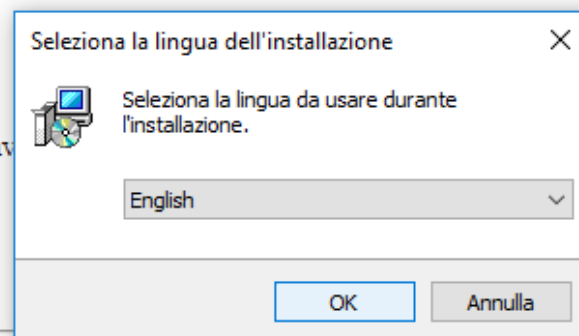 Seleziona la lingua dell'installazione
Seleziona la lingua da usare durante
l'installazione.
English
OK
Annulla